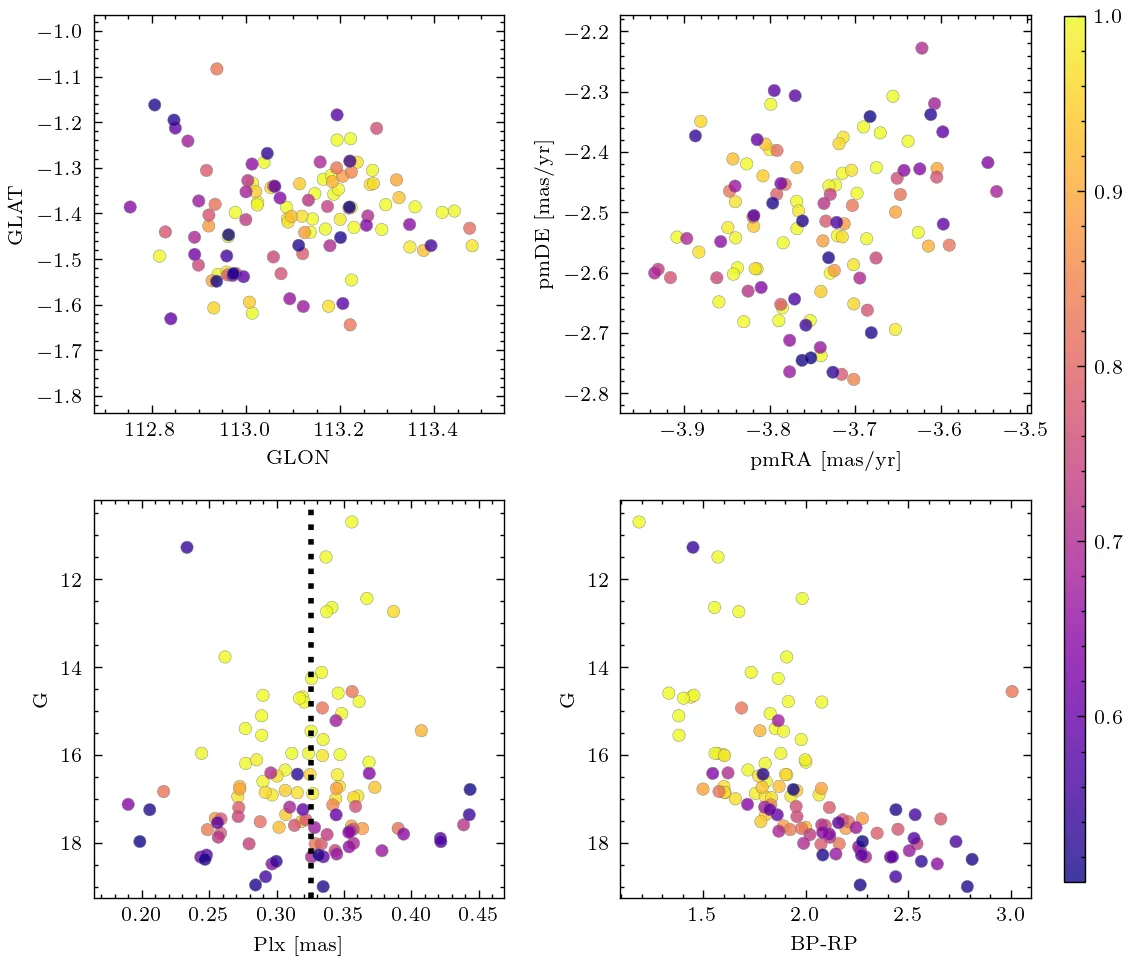 −1.0
−1.1
−1.2
−1.3
−1.4
−1.5
−1.6
−1.7
−1.8
GLAT
112.8 113.0 113.2 113.4
GLON
−2.2
−2.3
−2.4
−2.5
−2.6
−2.7
−2.8
pmDE [mas/yr]
−3.9 −3.8 −3.7 −3.6 −3.5
pmRA [mas/yr]
1.0
0.9
0.8
0.7
0.6
12
14
16
18
G
0.20 0.25 0.30 0.35 0.40 0.45
Plx [mas]
12
14
16
18
G
1.5 2.0 2.5 3.0
BP-RP